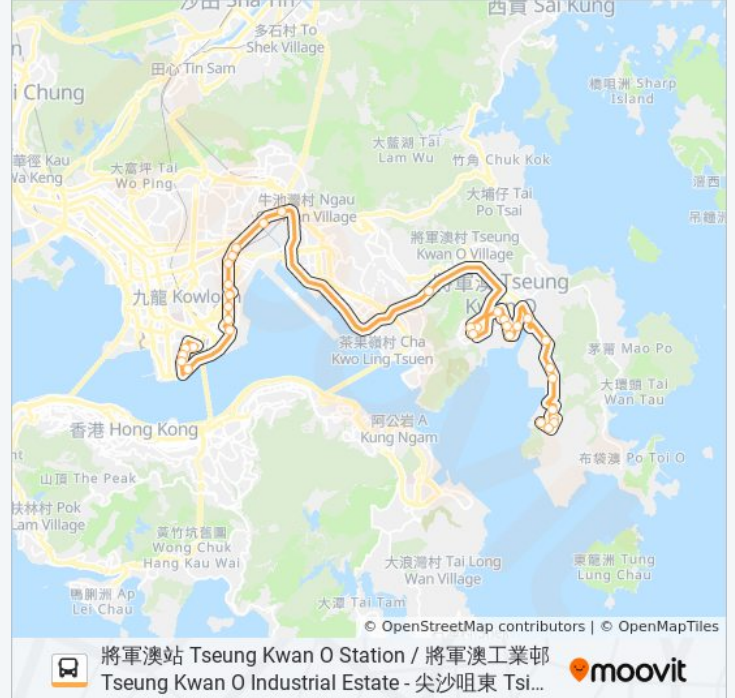 沙田 Sha Tin
西貢 Sai Kung
多石村 To
Shek Village
田心 Tin Sam
橋咀洲 Sharp
Island
i Chung
大藍湖 Tai
Lam Wu
竹角 Chuk Kok
華徑 Kau
Wa Keng
大窩坪 Tai
Wo Ping
滘西
大埔仔 Tai
Po Tsai
牛池灣村 Ngau
Village
吊鐘洲
將軍澳村 Tseung
Kwan O Village
將軍澳 Tseung
九龍 Kowloon
茶果嶺村 Cha
Kwo Ling Tsuen
茅莆 Mao Po
大環頭 Tai
Wan Tau
阿公岩 A
Kung Ngam
香港 Hong Kong
布袋澳 Po Toi O
山頂 The Peak
扶林村 Pok
Lam Village
黃竹坑舊圍
Wong Chuk
Hang Kau Wai
大浪灣村 Tai Long
Wan Village
東龍洲 Tung
Lung Chau
鴨脷洲 Ap
Lei Chau
大潭 Tai Tam
© OpenStreetMap contributors | © OpenMapTiles
將軍澳站 Tseung Kwan O Station / 將軍澳工業邨
Tseung Kwan O Industrial Estate - 尖沙咀東 Tsi...
moovit